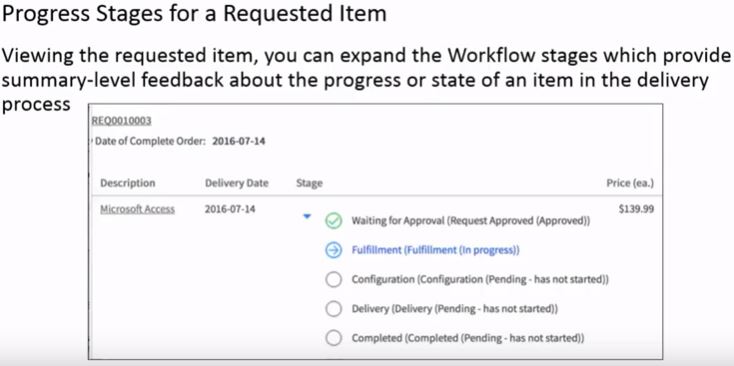 Progress Stages for a Requested Item
Viewing the requested item, you can expand the Workflow stages which provide
summary-level feedback about the progress or state of an item in the delivery
process
REQ0010003
Date of Complete Order: 2016-07-14
Description Delivery Date Stage Price (ea.)
Microsoft Access 2016-07-14 $139.99
Waiting for Approval (Request Approved (Approved))
Fulfillment (Fulfillment (In progress))
Configuration (Configuration (Pending - has not started))
Delivery (Delivery (Pending - has not started))
Completed (Completed (Pending - has not started))